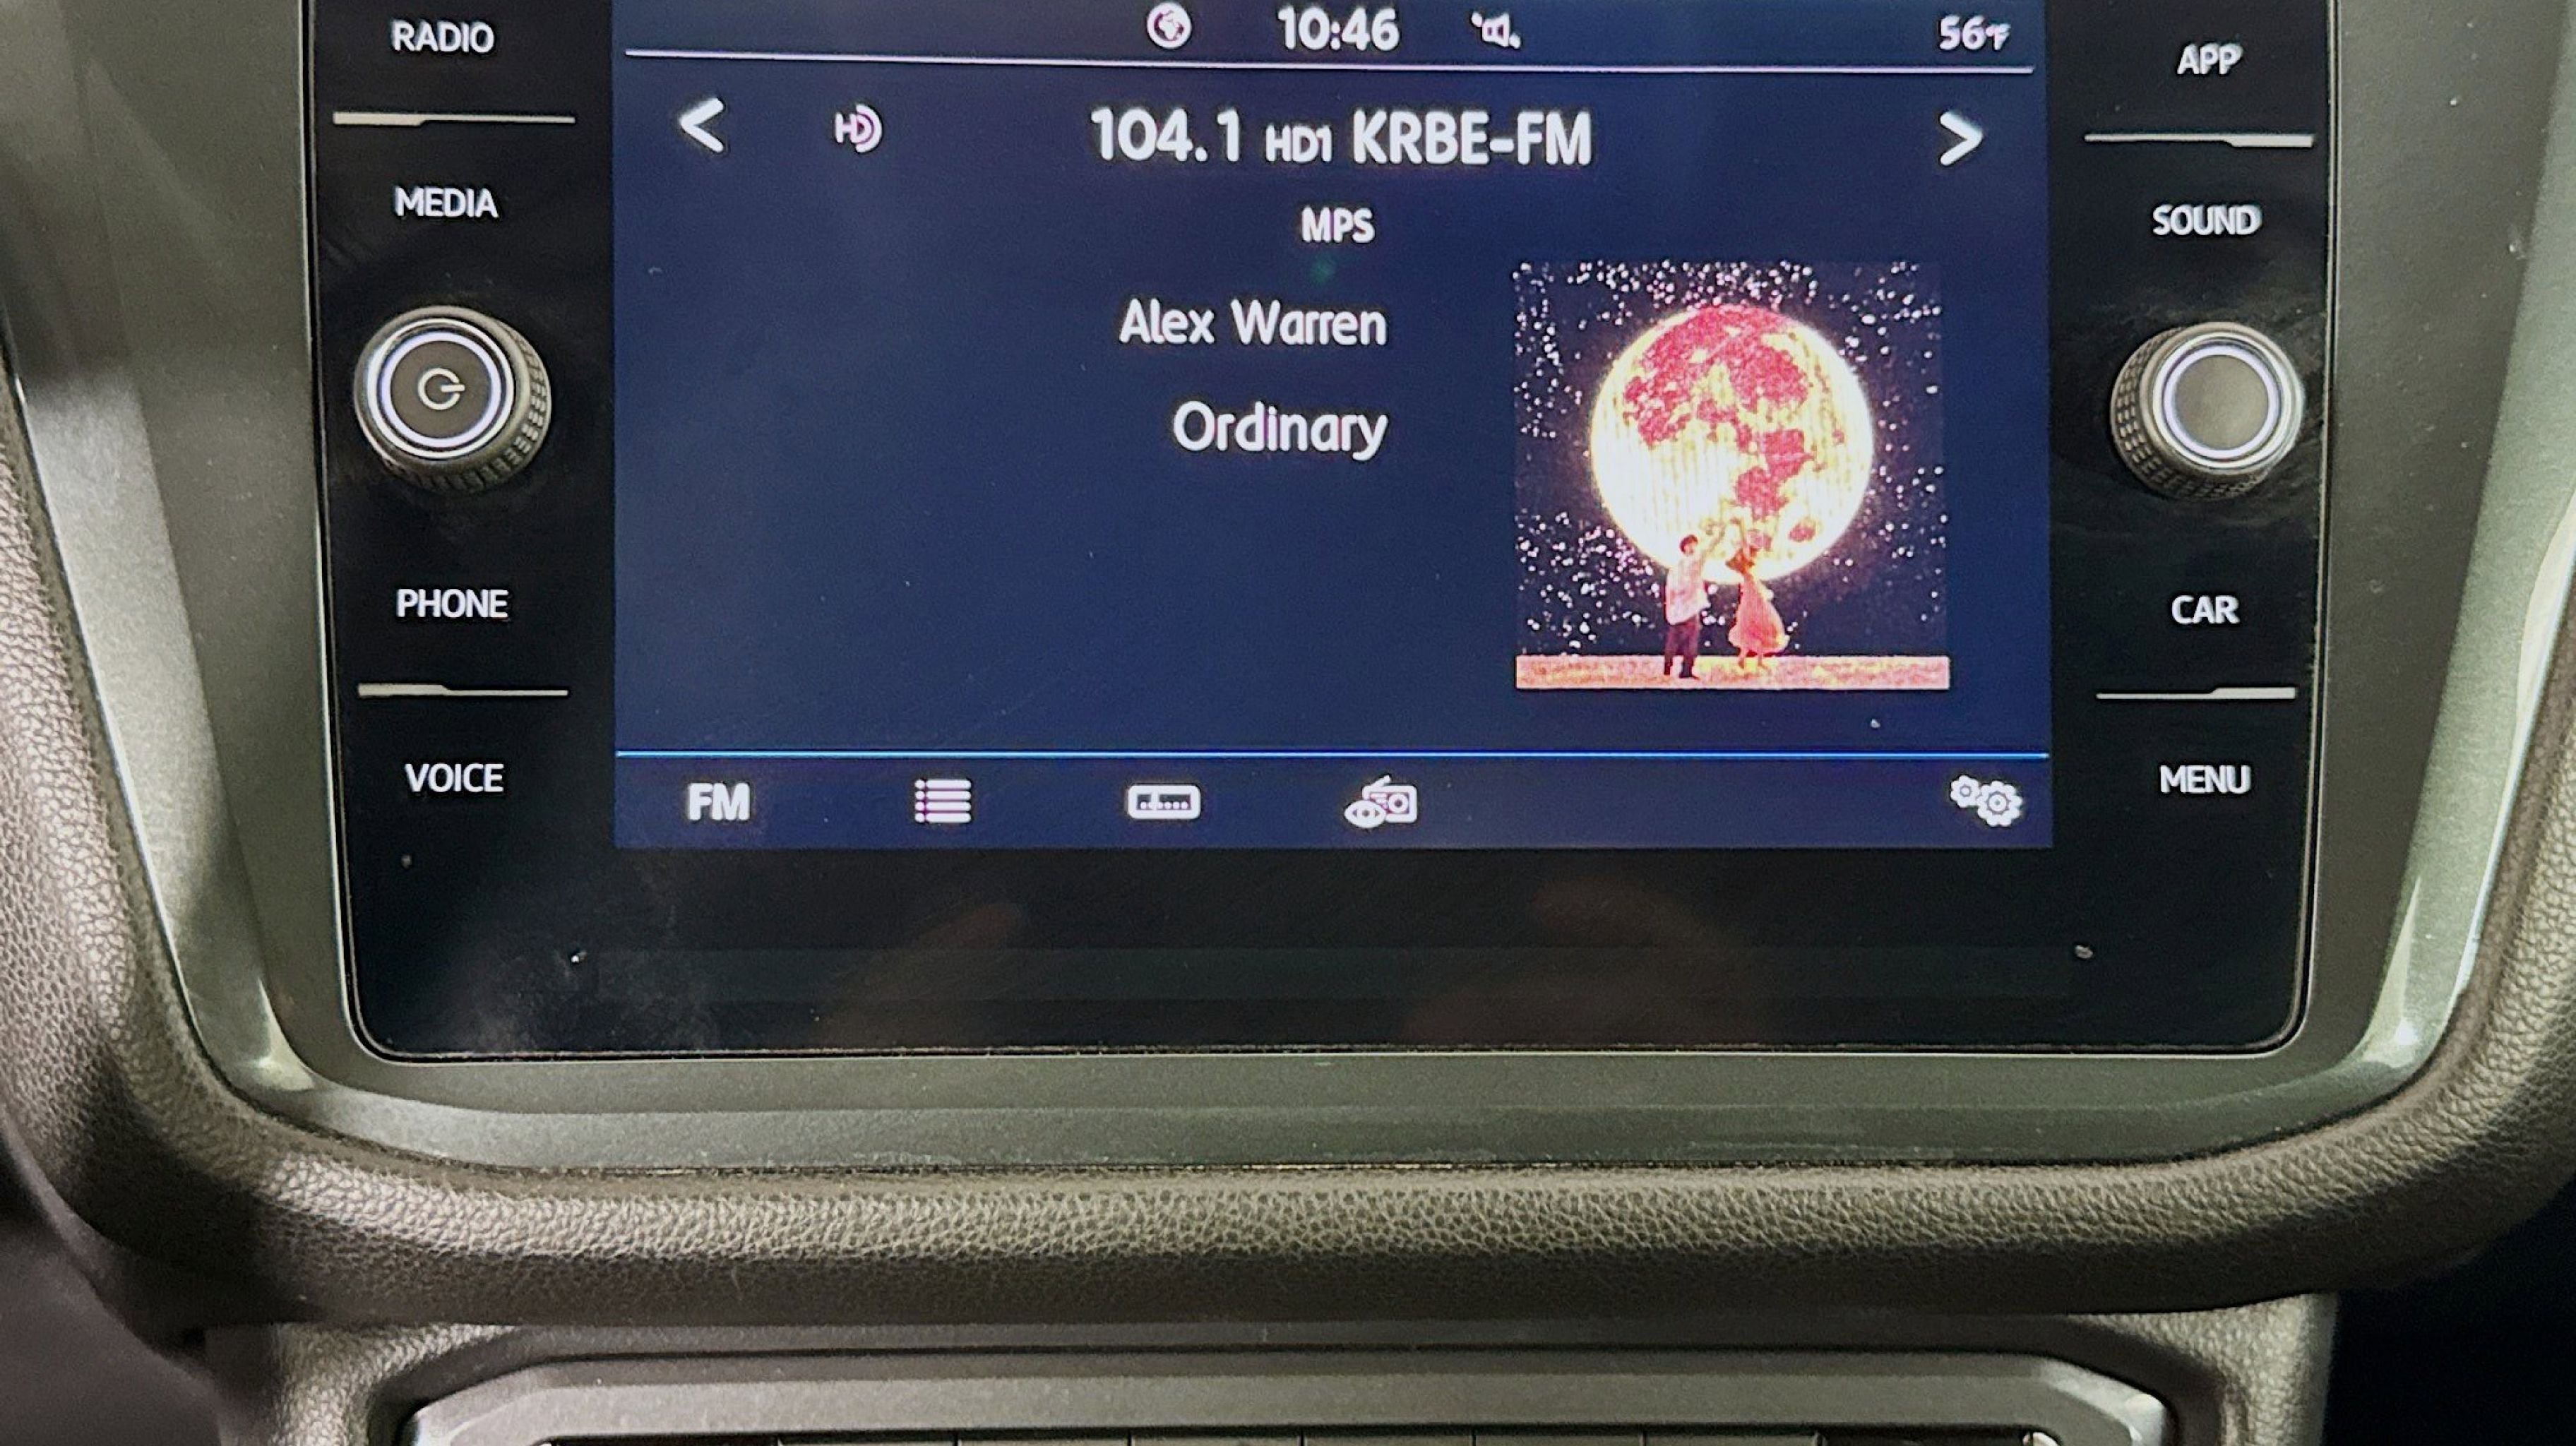 RADIO
MEDIA
PHONE
VOICE
10:46
56°F
HD
104.1 HD1 KRBE-FM
MPS
Alex Warren
Ordinary
FM
APP
SOUND
CAR
MENU